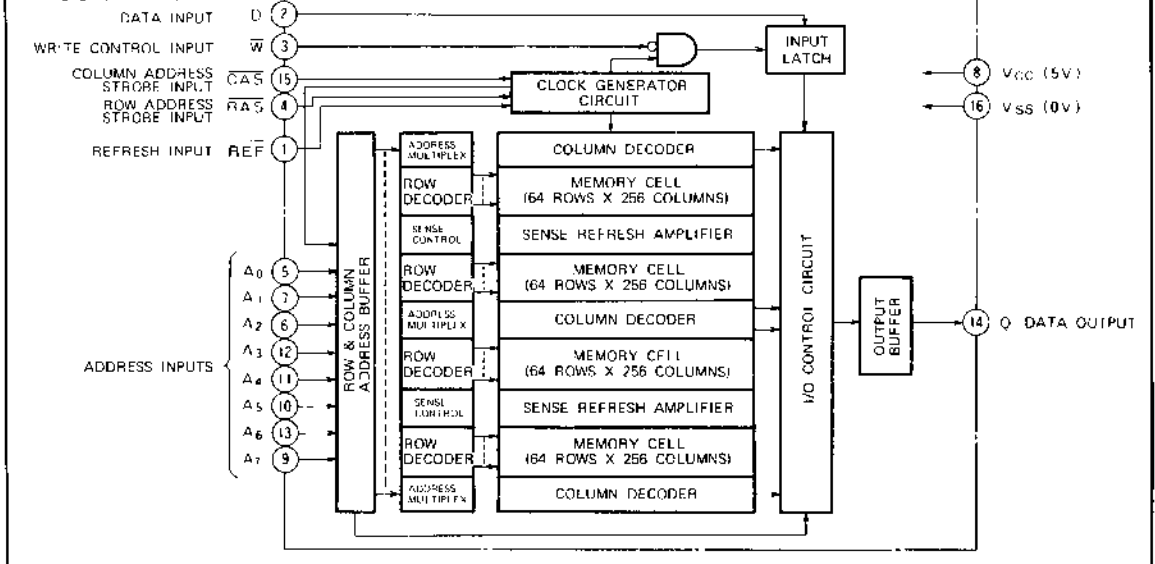 DATA INPUT D 2
WRITE CONTROL INPUT W 3
COLUMN ADDRESS
STROBE INPUT CAS 15
ROW ADDRESS
STROBE INPUT RAS 4
REFRESH INPUT REF 1
ADDRESS INPUTS
A0 5
A1 7
A2 6
A3 12
A4 11
A5 10
A6 13
A7 9
ROW & COLUMN
ADDRESS BUFFER
CLOCK GENERATOR
CIRCUIT
INPUT
LATCH
8 VCC (5V)
16 VSS (0V)
ADDRESS
MULTIPLEX
COLUMN DECODER
ROW
DECODER
MEMORY CELL
(64 ROWS X 256 COLUMNS)
SENSE
CONTROL
SENSE REFRESH AMPLIFIER
ROW
DECODER
MEMORY CELL
(64 ROWS X 256 COLUMNS)
ADDRESS
MULTIPLEX
COLUMN DECODER
ROW
DECODER
MEMORY CELL
(64 ROWS X 256 COLUMNS)
SENSE
CONTROL
SENSE REFRESH AMPLIFIER
ROW
DECODER
MEMORY CELL
(64 ROWS X 256 COLUMNS)
ADDRESS
MULTIPLEX
COLUMN DECODER
I/O CONTROL CIRCUIT
OUTPUT
BUFFER
14 Q DATA OUTPUT